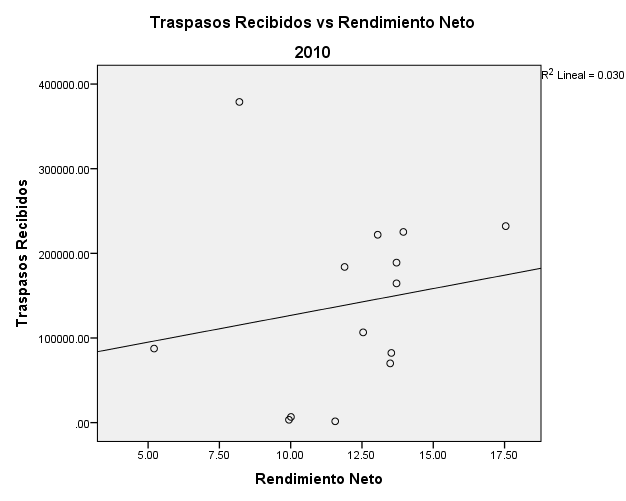 Traspasos Recibidos vs Rendimiento Neto
2010
R2 Lineal = 0.030
400000.00
300000.00
200000.00
100000.00
.00
Traspasos Recibidos
5.00 7.50 10.00 12.50 15.00 17.50
Rendimiento Neto